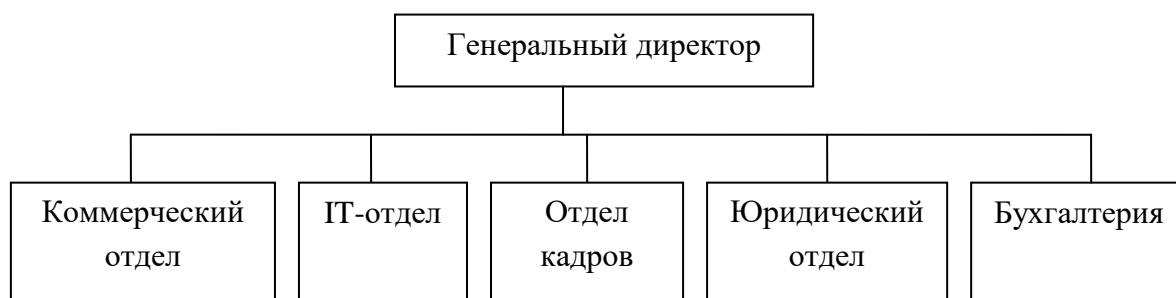 Генеральный директор
Коммерческий
отдел
IT-отдел
Отдел
кадров
Юридический
отдел
Бухгалтерия